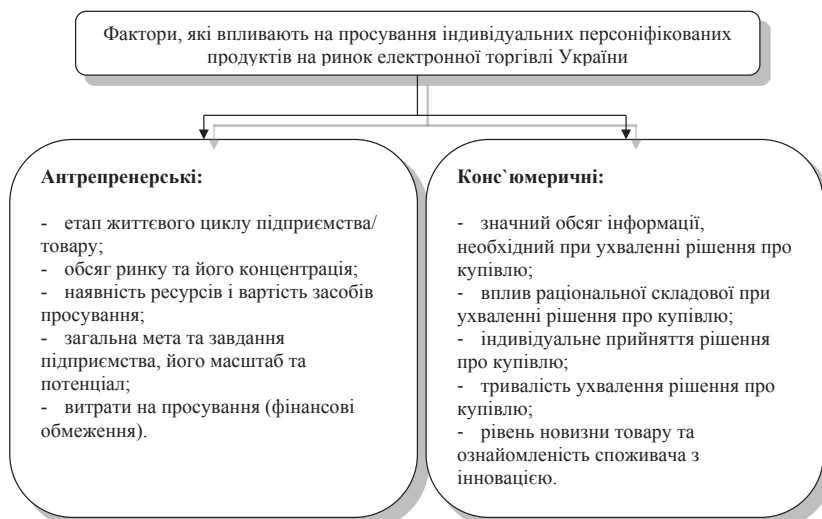 Фактори, які впливають на просування індивідуальних персоніфікованих
продуктів на ринок електронної торгівлі України
Антрепренерські:
- етап життєвого циклу підприємства/
товару;
- обсяг ринку та його концентрація;
- наявність ресурсів і вартість засобів
просування;
- загальна мета та завдання
підприємства, його масштаб та
потенціал;
- витрати на просування (фінансові
обмеження).
Конс`юмеричні:
- значний обсяг інформації,
необхідний при ухваленні рішення про
купівлю;
- вплив раціональної складової при
ухваленні рішення про купівлю;
- індивідуальне прийняття рішення
про купівлю;
- тривалість ухвалення рішення про
купівлю;
- рівень новизни товару та
ознайомленість споживача з
інновацією.